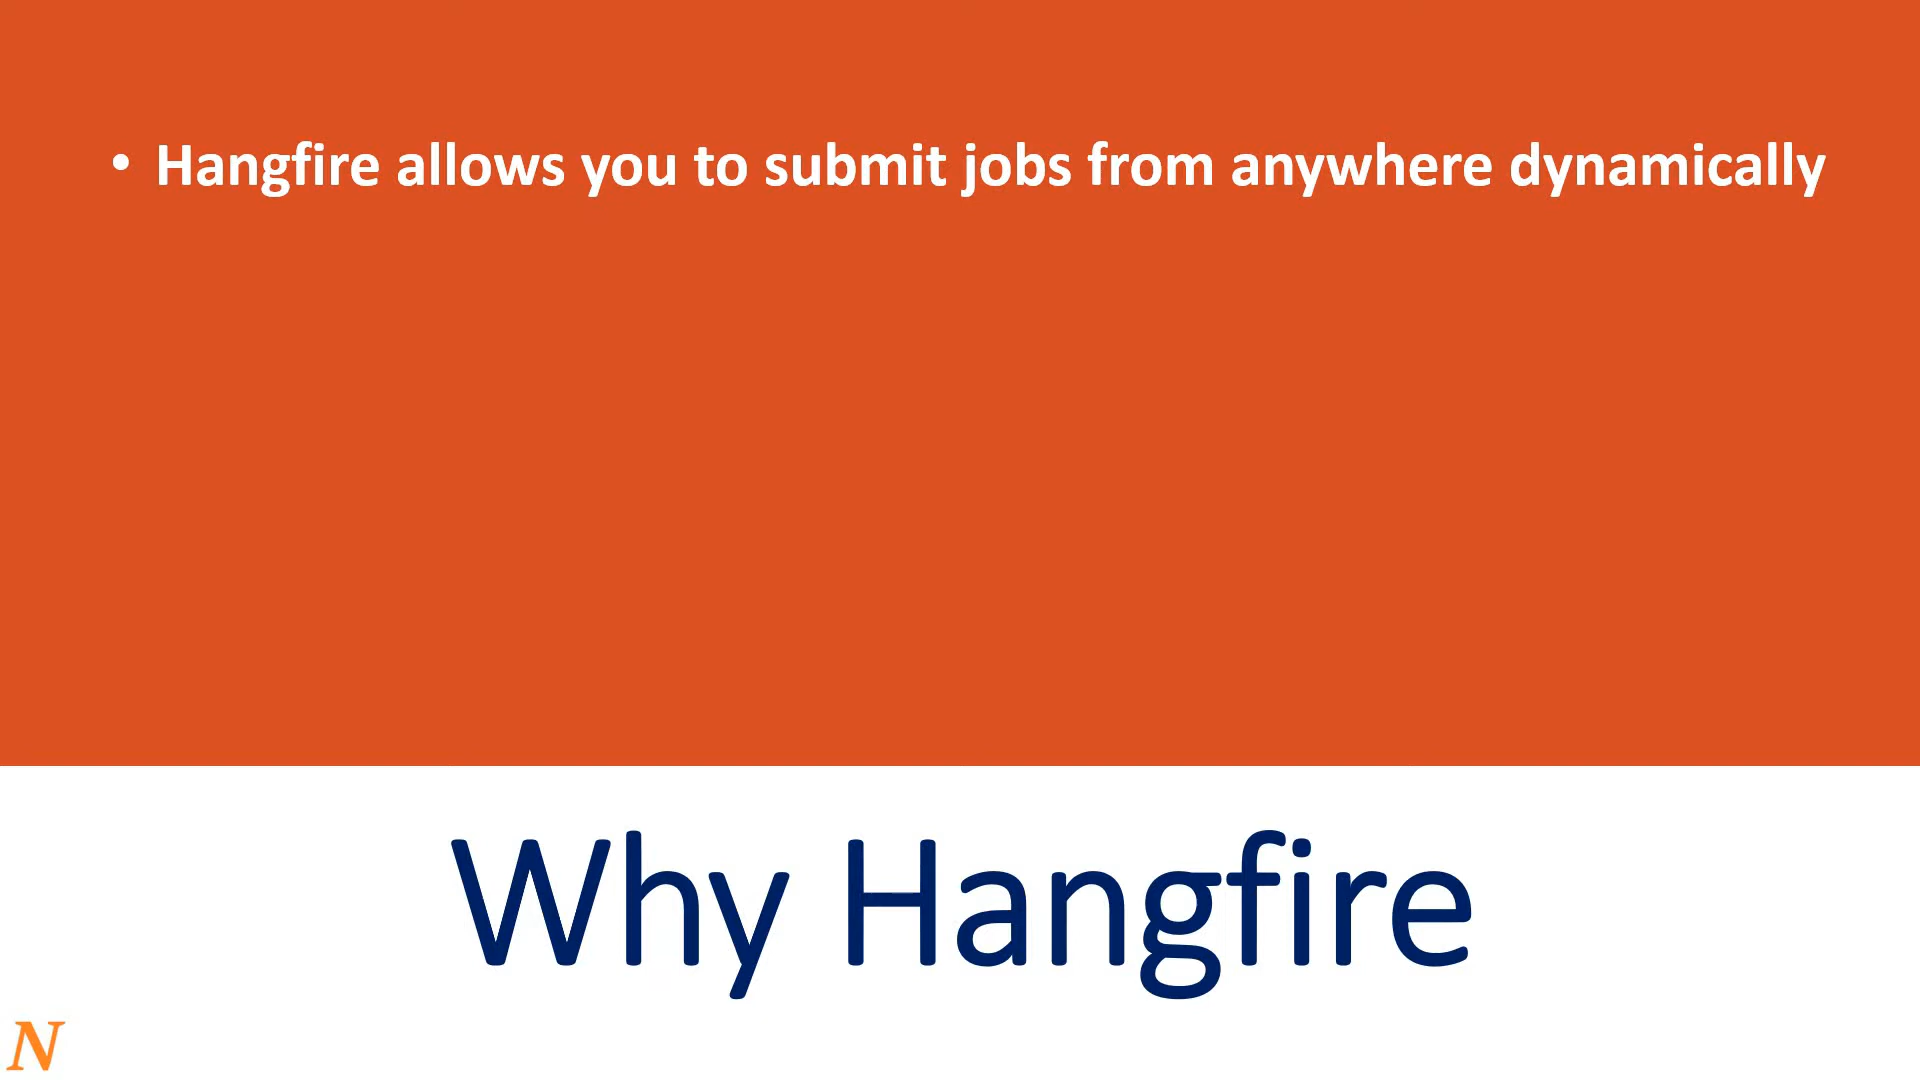 • Hangfire allows you to submit jobs from anywhere dynamically
Why Hangfire
N